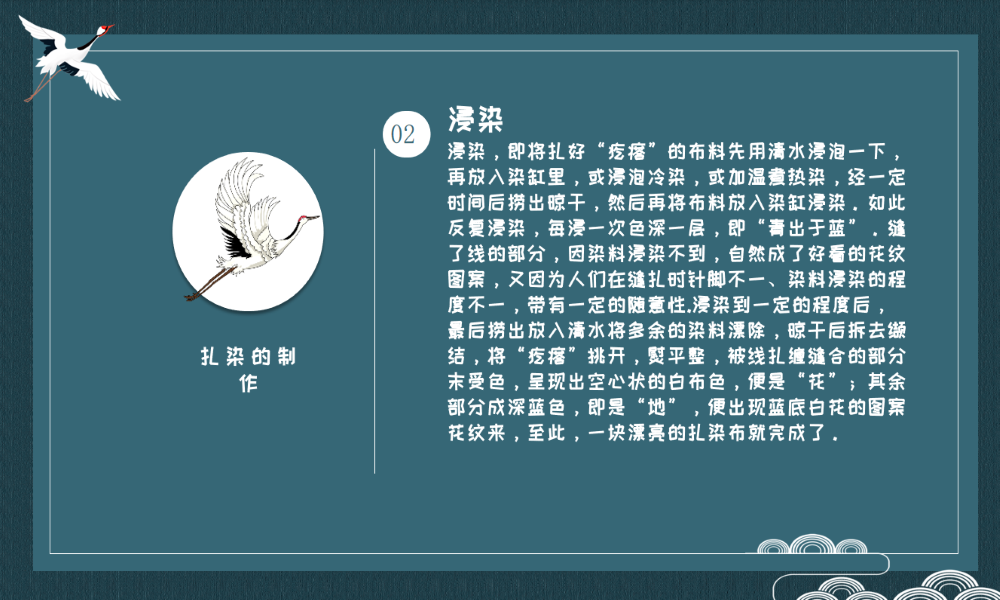 扎染的制
作
02
浸染
浸染，即将扎好“疙瘩”的布料先用清水浸泡一下，
再放入染缸里，或浸泡冷染，或加温煮热染，经一定
时间后捞出晾干，然后再将布料放入染缸浸染．如此
反复浸染，每浸一次色深一层，即“青出于蓝”．缝
了线的部分，因染料浸染不到，自然成了好看的花纹
图案，又因为人们在缝扎时针脚不一、染料浸染的程
度不一，带有一定的随意性.浸染到一定的程度后，
最后捞出放入清水将多余的染料漂除，晾干后拆去缬
结，将“疙瘩”挑开，熨平整，被线扎缠缝合的部分
末受色，呈现出空心状的白布色，便是“花”；其余
部分成深蓝色，即是“地”，便出现蓝底白花的图案
花纹来，至此，一块漂亮的扎染布就完成了．